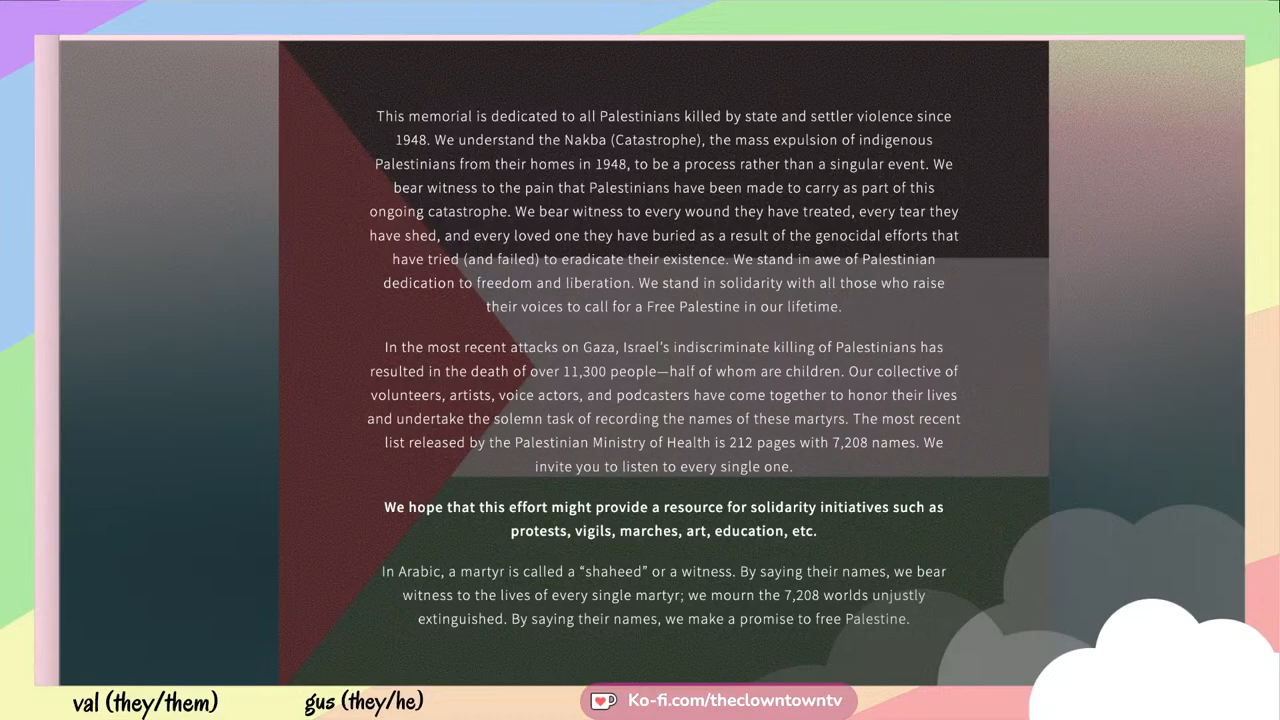 This memorial is dedicated to all Palestinians killed by state and settler violence since
1948. We understand the Nakba (Catastrophe), the mass expulsion of indigenous
Palestinians from their homes in 1948, to be a process rather than a singular event. We
bear witness to the pain that Palestinians have been made to carry as part of this
ongoing catastrophe. We bear witness to every wound they have treated, every tear they
have shed, and every loved one they have buried as a result of the genocidal efforts that
have tried (and failed) to eradicate their existence. We stand in awe of Palestinian
dedication to freedom and liberation. We stand in solidarity with all those who raise
their voices to call for a Free Palestine in our lifetime.
In the most recent attacks on Gaza, Israel's indiscriminate killing of Palestinians has
resulted in the death of over 11,300 people—half of whom are children. Our collective of
volunteers, artists, voice actors, and podcasters have come together to honor their lives
and undertake the solemn task of recording the names of these martyrs. The most recent
list released by the Palestinian Ministry of Health is 212 pages with 7,208 names. We
invite you to listen to every single one.
We hope that this effort might provide a resource for solidarity initiatives such as
protests, vigils, marches, art, education, etc.
In Arabic, a martyr is called a “shaheed” or a witness. By saying their names, we bear
witness to the lives of every single martyr; we mourn the 7,208 worlds unjustly
extinguished. By saying their names, we make a promise to free Palestine.
val (they/them)
gus (they/he)
Ko-fi.com/theclowntowntv